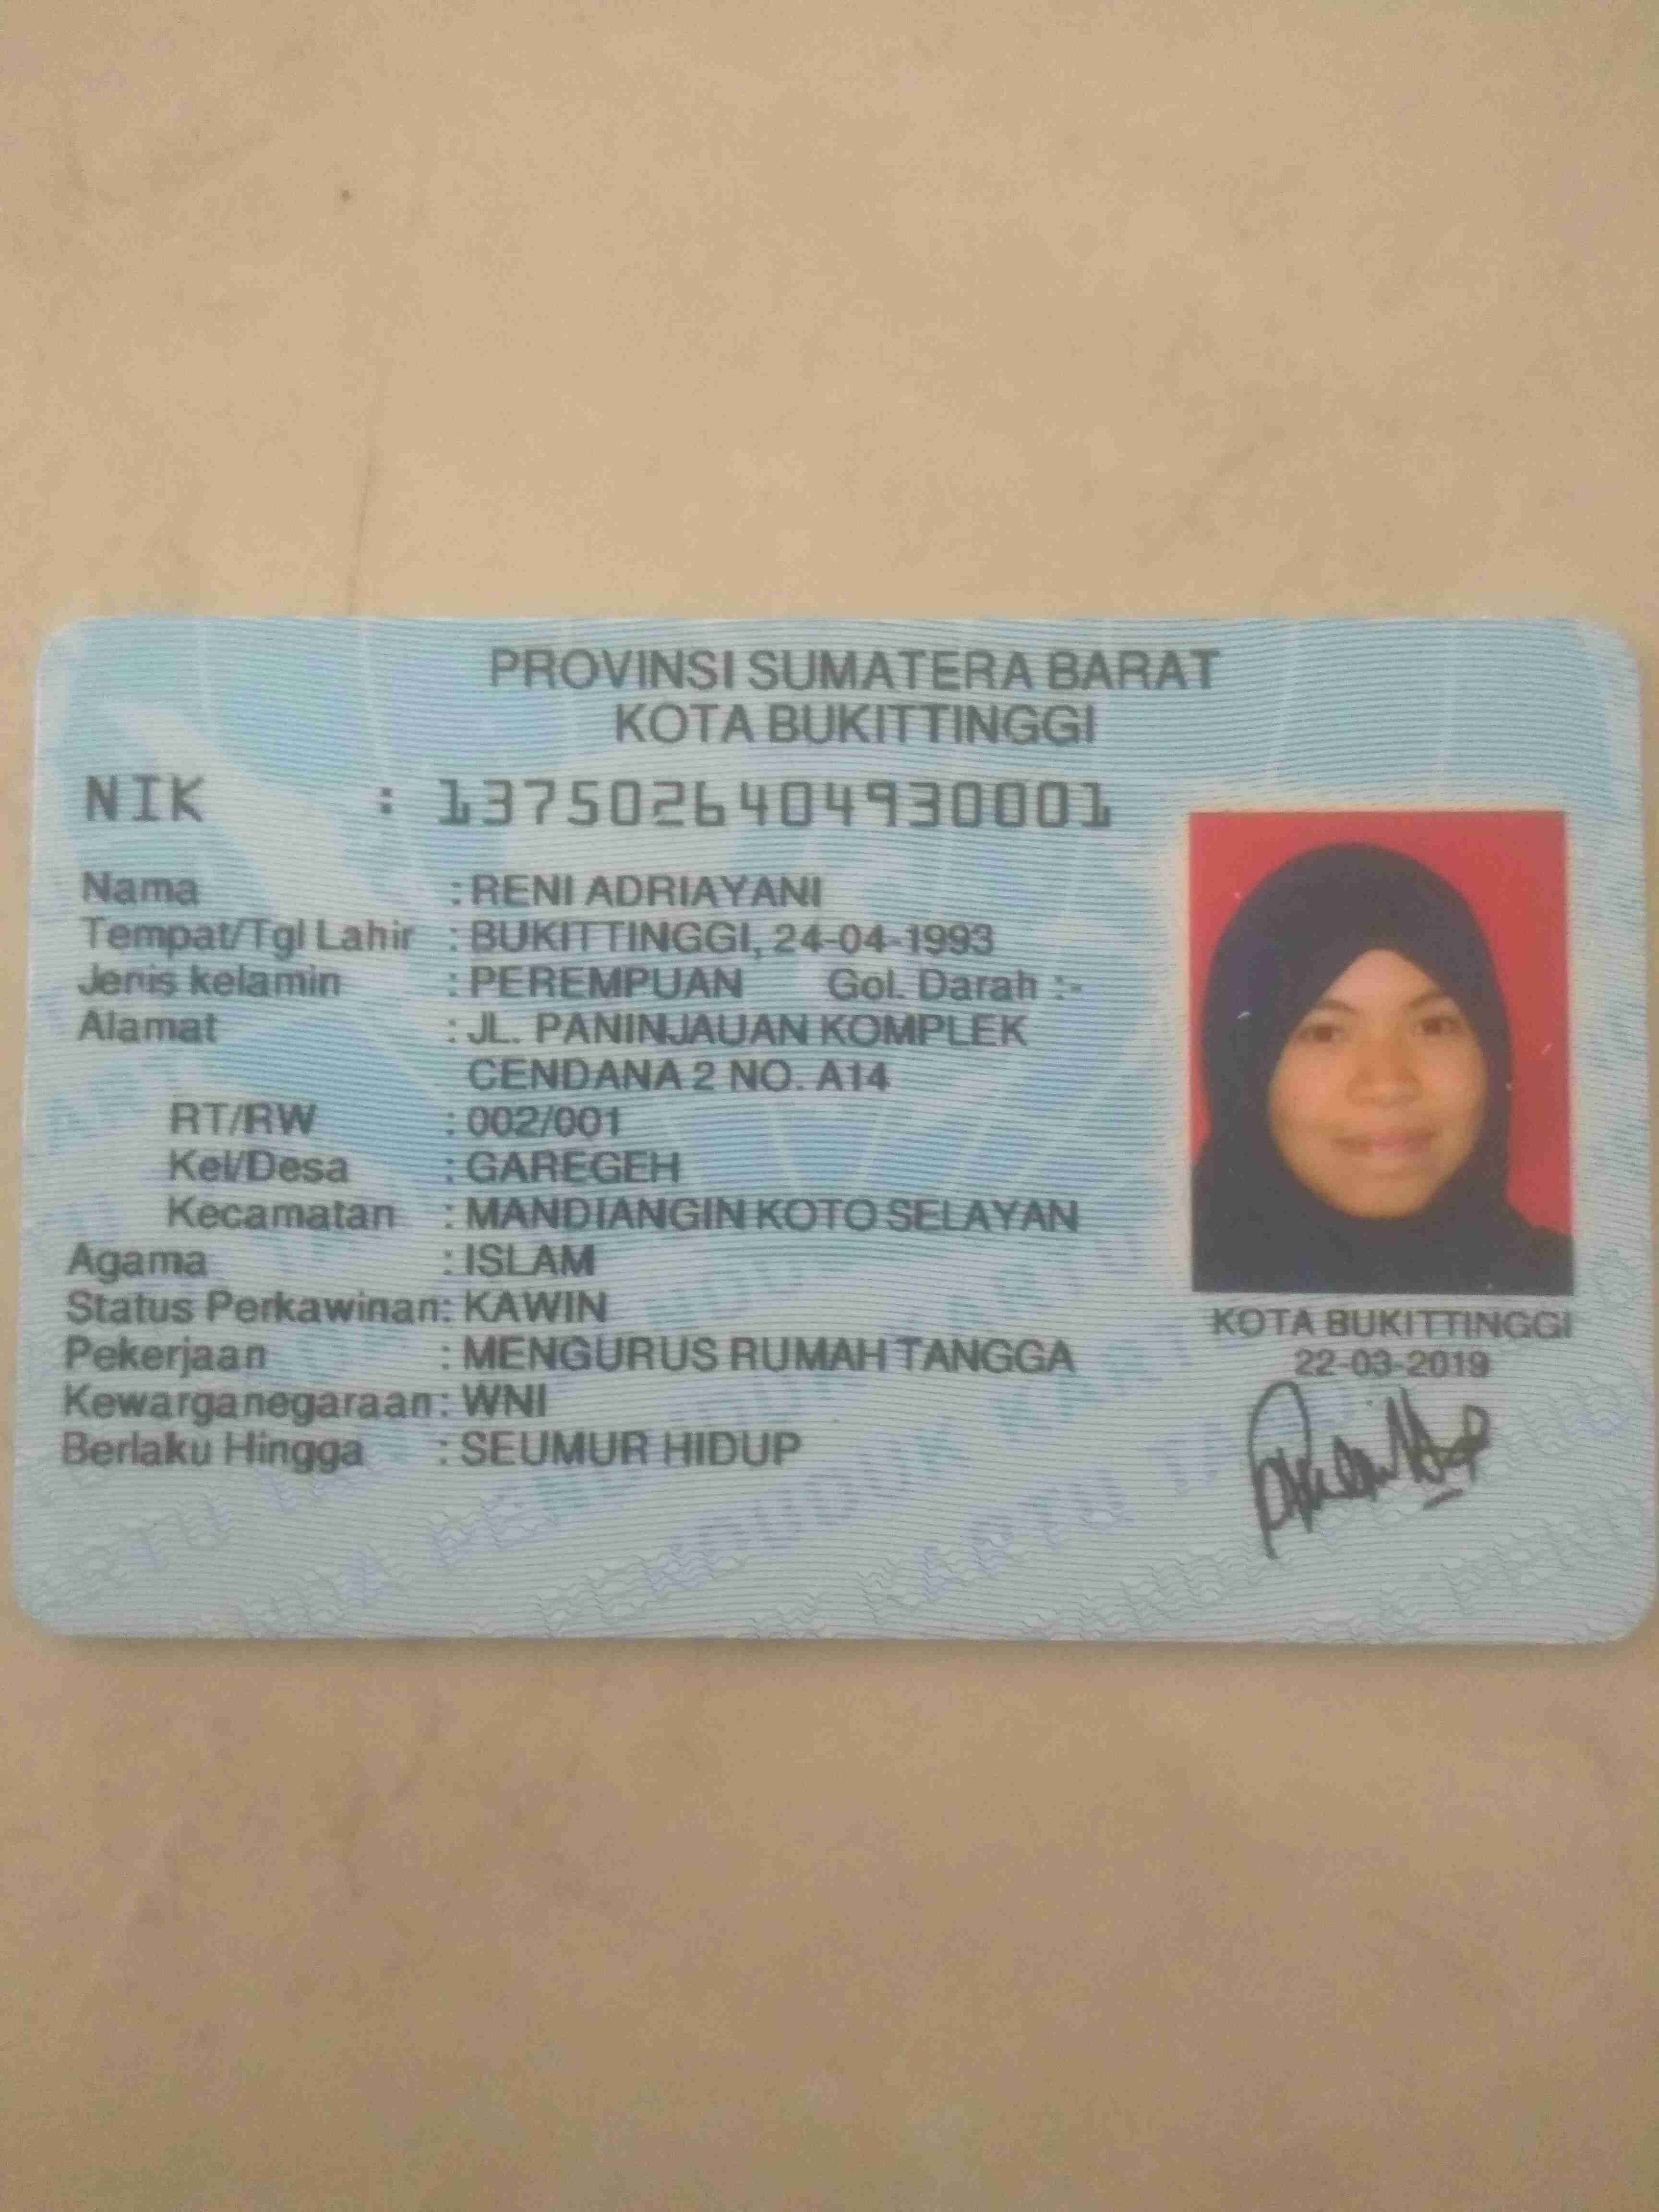 PROVINSI SUMATERA BARAT
KOTA BUKITTINGGI
NIK : 1375026404930001
Nama : RENI ADRIAYANI
Tempat/Tgl Lahir : BUKITTINGGI, 24-04-1993
Jenis kelamin : PEREMPUAN Gol. Darah :-
Alamat : JL. PANINJAUAN KOMPLEK
CENDANA 2 NO. A14
RT/RW : 002/001
Kel/Desa : GAREGEH
Kecamatan : MANDIANGIN KOTO SELAYAN
Agama : ISLAM
Status Perkawinan: KAWIN
Pekerjaan : MENGURUS RUMAH TANGGA
Kewarganegaraan: WNI
Berlaku Hingga : SEUMUR HIDUP
KOTA BUKITTINGGI
22-03-2019